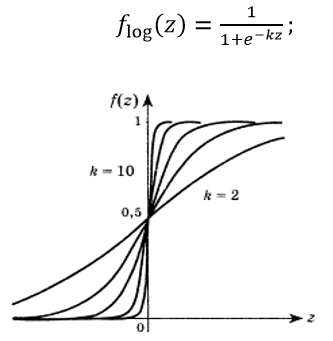 f_log(z) = 1/(1+e^(−kz));
f(z)
1
k = 10
0,5
k = 2
0
z